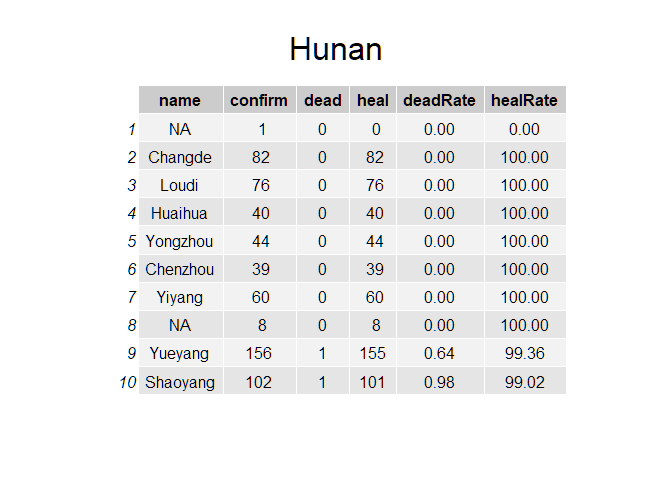 Hunan
name confirm dead heal deadRate healRate
1 NA 1 0 0 0.00 0.00
2 Changde 82 0 82 0.00 100.00
3 Loudi 76 0 76 0.00 100.00
4 Huaihua 40 0 40 0.00 100.00
5 Yongzhou 44 0 44 0.00 100.00
6 Chenzhou 39 0 39 0.00 100.00
7 Yiyang 60 0 60 0.00 100.00
8 NA 8 0 8 0.00 100.00
9 Yueyang 156 1 155 0.64 99.36
10 Shaoyang 102 1 101 0.98 99.02